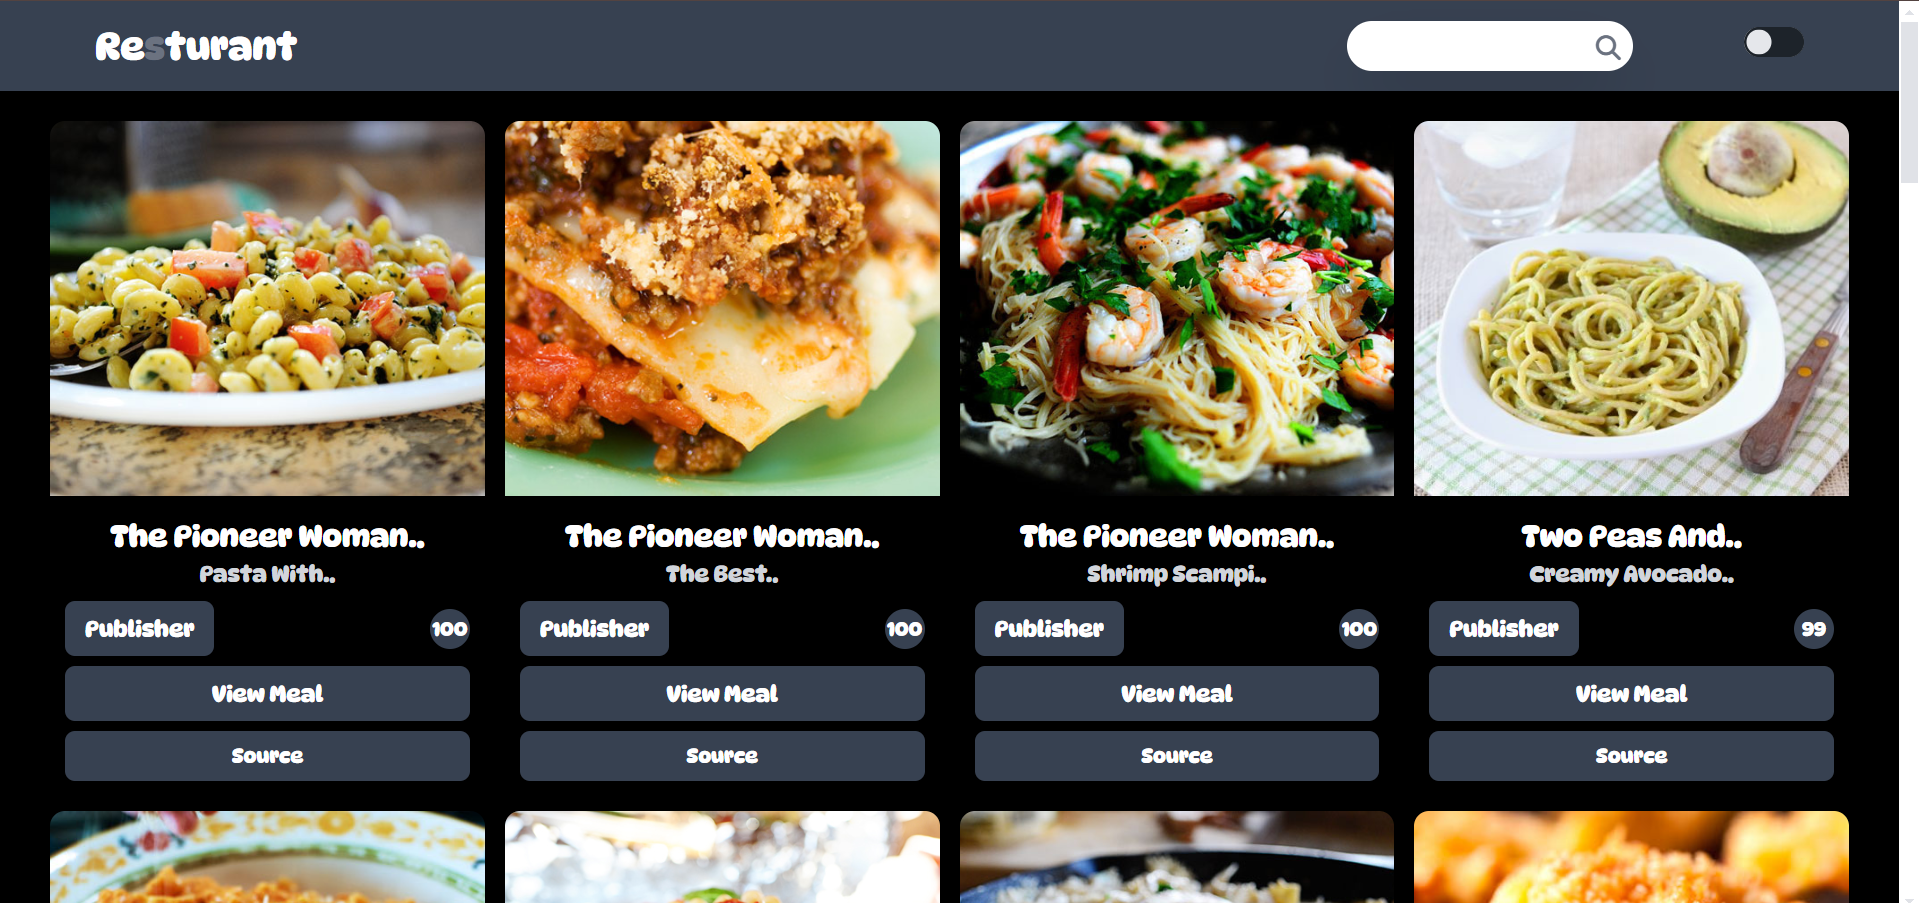 Resturant
The Pioneer Woman..
Pasta With..
Publisher
100
View Meal
Source
The Pioneer Woman..
The Best..
Publisher
100
View Meal
Source
The Pioneer Woman..
Shrimp Scampi..
Publisher
100
View Meal
Source
Two Peas And..
Creamy Avocado..
Publisher
99
View Meal
Source